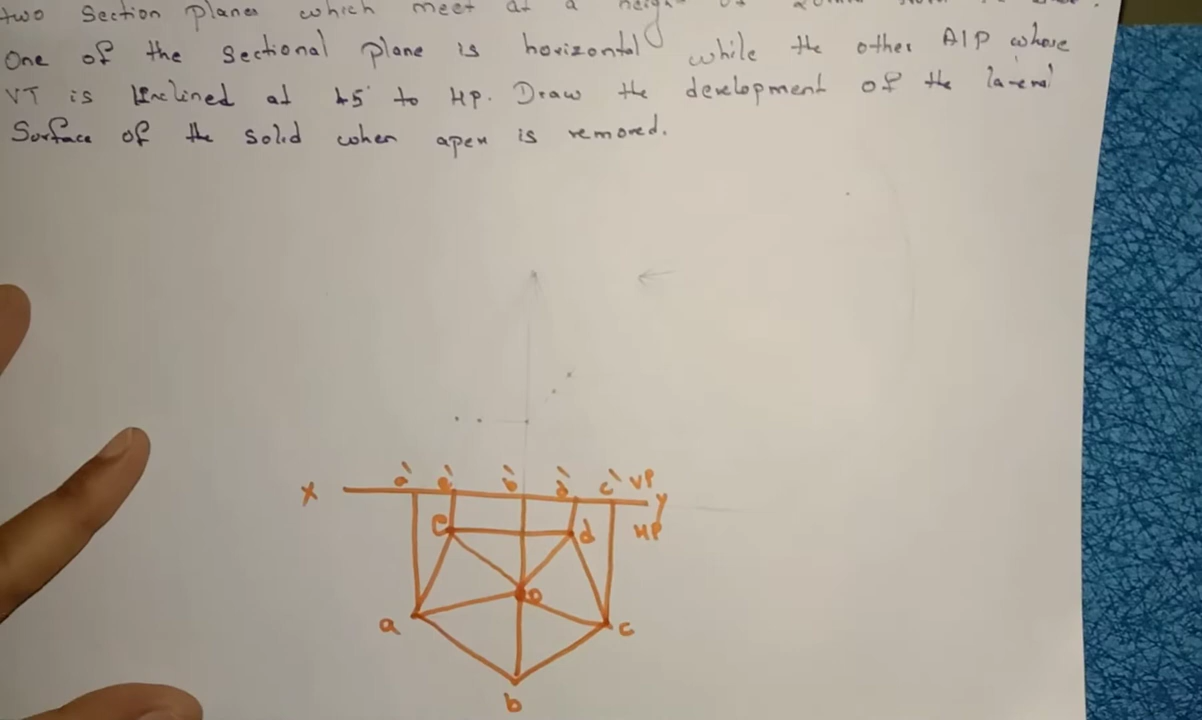 two Section planes which meet at a
One of the sectional plane is horizontal while the other AIP whose
VT is Inclined at 45° to HP. Draw the development of the lateral
Surface of the solid when apex is removed.
a' e' b' d' c' VP
X Y
e d HP
o
a c
b